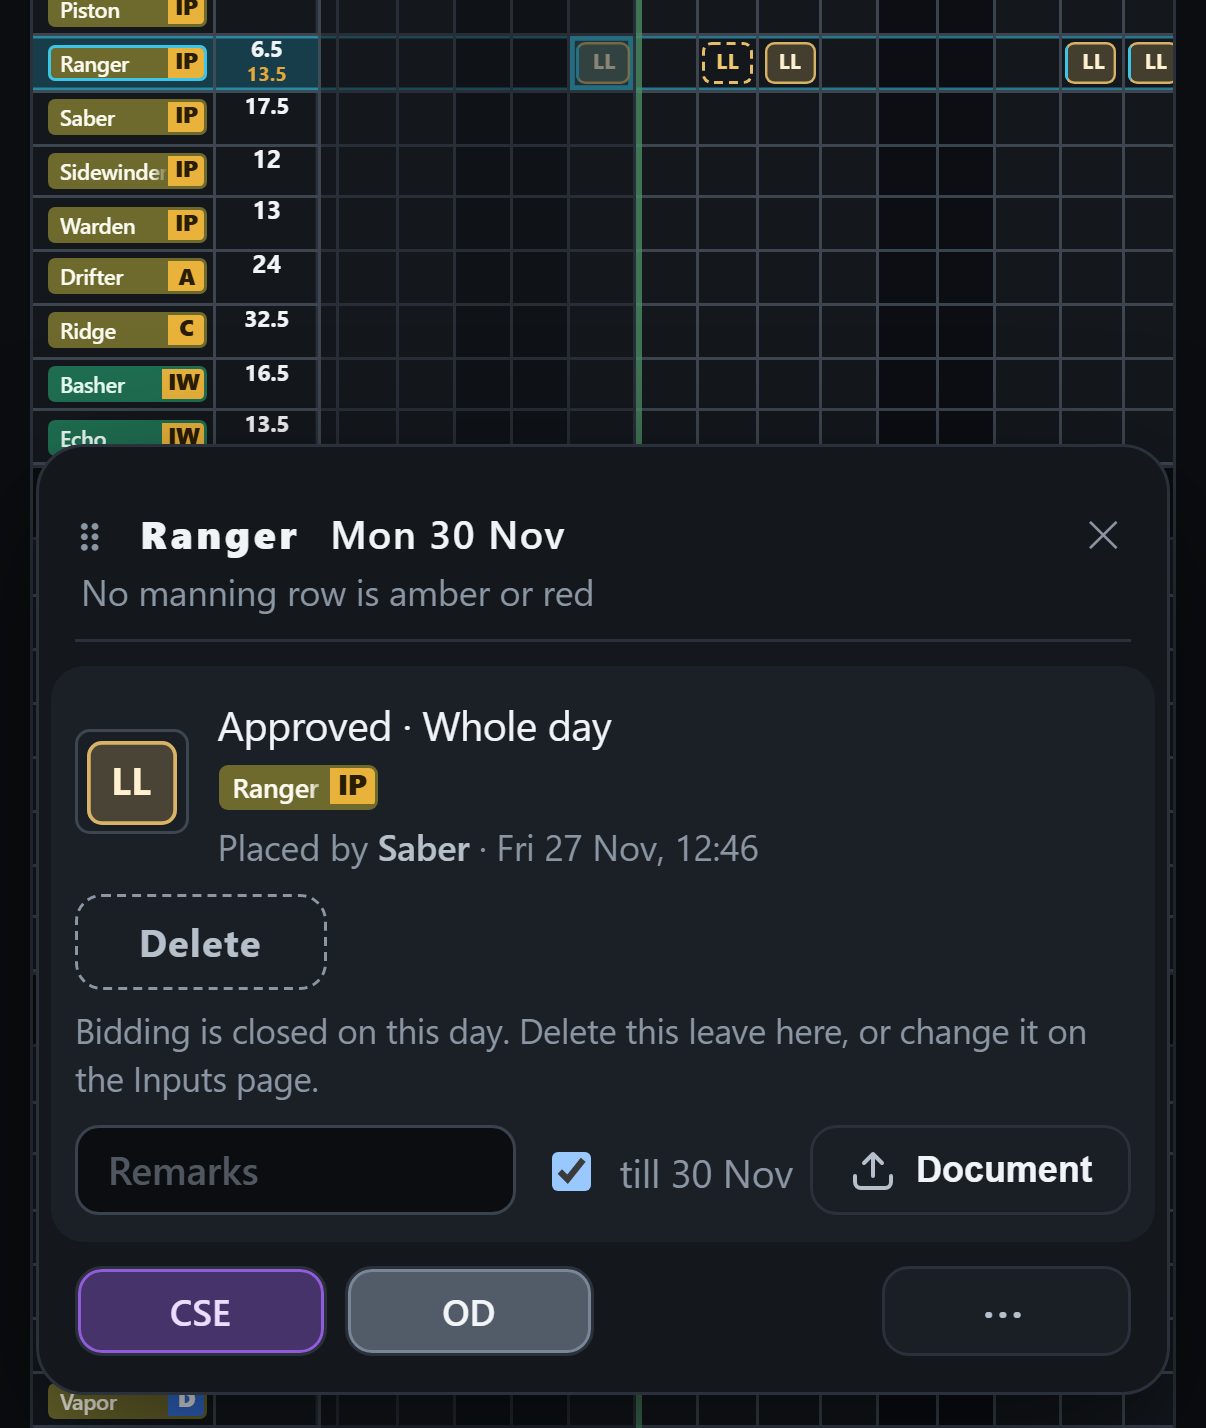 Piston IP
Ranger IP 6.5
13.5
LL LL LL LL LL
Saber IP 17.5
Sidewinder IP 12
Warden IP 13
Drifter A 24
Ridge C 32.5
Basher IW 16.5
Echo IW 13.5
Ranger Mon 30 Nov
No manning row is amber or red
LL
Approved · Whole day
Ranger IP
Placed by Saber · Fri 27 Nov, 12:46
Delete
Bidding is closed on this day. Delete this leave here, or change it on
the Inputs page.
Remarks till 30 Nov Document
CSE OD ...
Vapor D